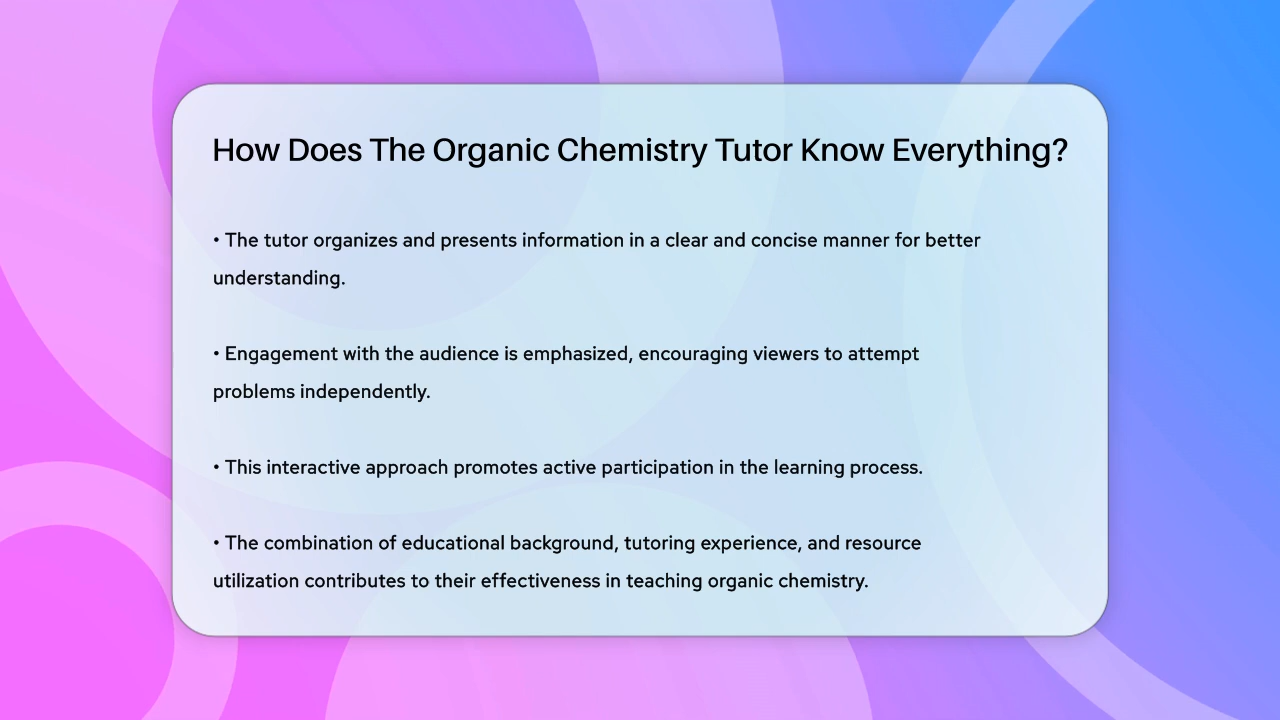 How Does The Organic Chemistry Tutor Know Everything?
• The tutor organizes and presents information in a clear and concise manner for better
understanding.
• Engagement with the audience is emphasized, encouraging viewers to attempt
problems independently.
• This interactive approach promotes active participation in the learning process.
• The combination of educational background, tutoring experience, and resource
utilization contributes to their effectiveness in teaching organic chemistry.